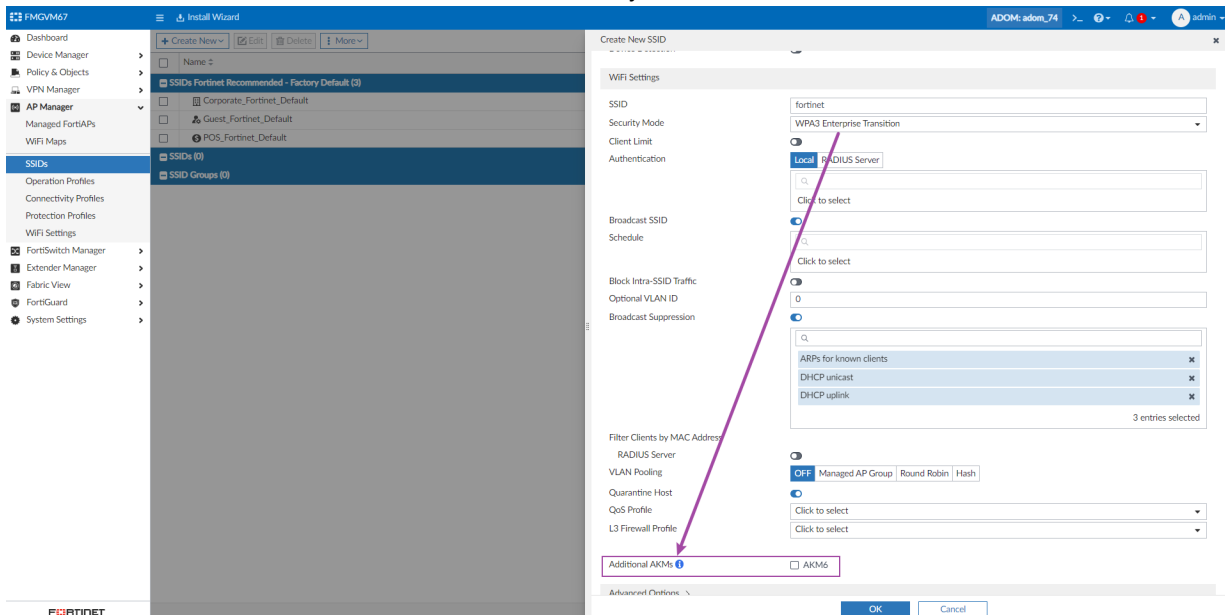 FMGVM67
Install Wizard
ADOM: adom_74
>_
1
A
admin
Dashboard
Device Manager
Policy & Objects
VPN Manager
AP Manager
Managed FortiAPs
WiFi Maps
SSIDs
Operation Profiles
Connectivity Profiles
Protection Profiles
WiFi Settings
FortiSwitch Manager
Extender Manager
Fabric View
FortiGuard
System Settings
FORTINET
+ Create New Edit Delete More
Name
SSIDs Fortinet Recommended - Factory Default (3)
Corporate_Fortinet_Default
Guest_Fortinet_Default
POS_Fortinet_Default
SSIDs (0)
SSID Groups (0)
Create New SSID
WiFi Settings
SSID fortinet
Security Mode WPA3 Enterprise Transition
Client Limit
Authentication Local RADIUS Server
Click to select
Broadcast SSID
Schedule
Click to select
Block Intra-SSID Traffic
Optional VLAN ID 0
Broadcast Suppression
ARPs for known clients
DHCP unicast
DHCP uplink
3 entries selected
Filter Clients by MAC Address
RADIUS Server
VLAN Pooling OFF Managed AP Group Round Robin Hash
Quarantine Host
QoS Profile Click to select
L3 Firewall Profile Click to select
Additional AKMs AKM6
Advanced Options >
OK Cancel